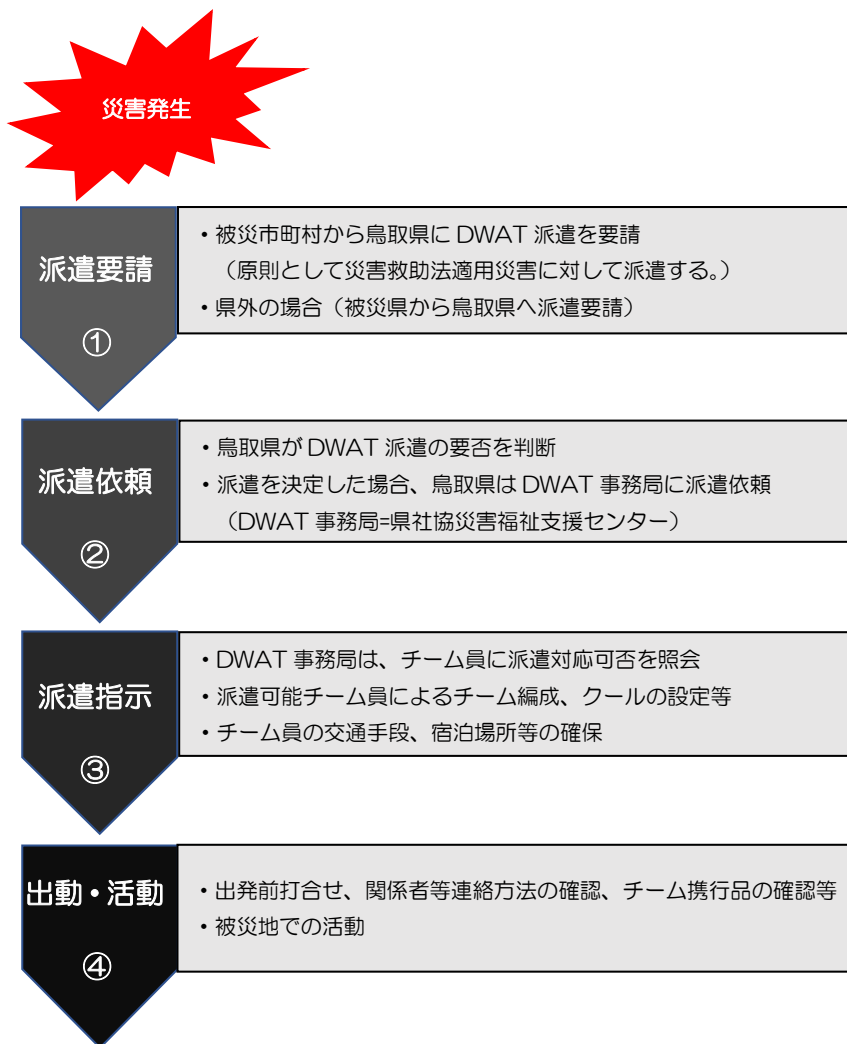 災害発生
派遣要請
①
・被災市町村から鳥取県に DWAT 派遣を要請
（原則として災害救助法適用災害に対して派遣する。）
・県外の場合（被災県から鳥取県へ派遣要請）
派遣依頼
②
・鳥取県が DWAT 派遣の要否を判断
・派遣を決定した場合、鳥取県は DWAT 事務局に派遣依頼
（DWAT 事務局=県社協災害福祉支援センター）
派遣指示
③
・DWAT 事務局は、チーム員に派遣対応可否を照会
・派遣可能チーム員によるチーム編成、クールの設定等
・チーム員の交通手段、宿泊場所等の確保
出動・活動
④
・出発前打合せ、関係者等連絡方法の確認、チーム携行品の確認等
・被災地での活動